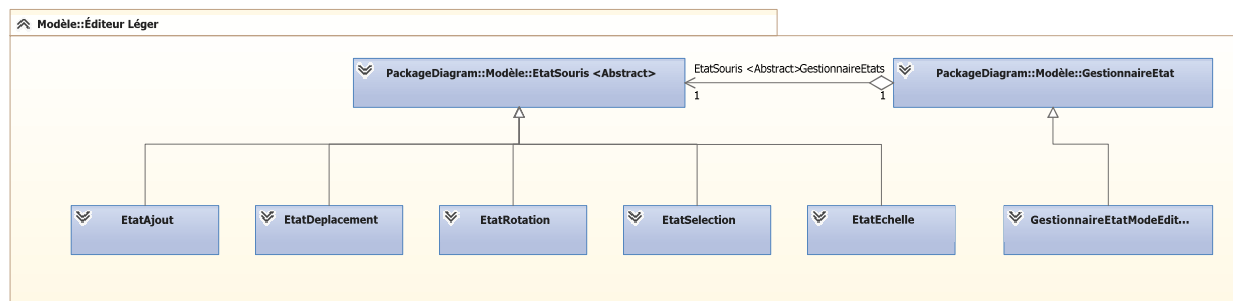 Modèle::Éditeur Léger
PackageDiagram::Modèle::EtatSouris <Abstract>
EtatSouris <Abstract>GestionnaireEtats
1
1
PackageDiagram::Modèle::GestionnaireEtat
EtatAjout
EtatDeplacement
EtatRotation
EtatSelection
EtatEchelle
GestionnaireEtatModeEdit...